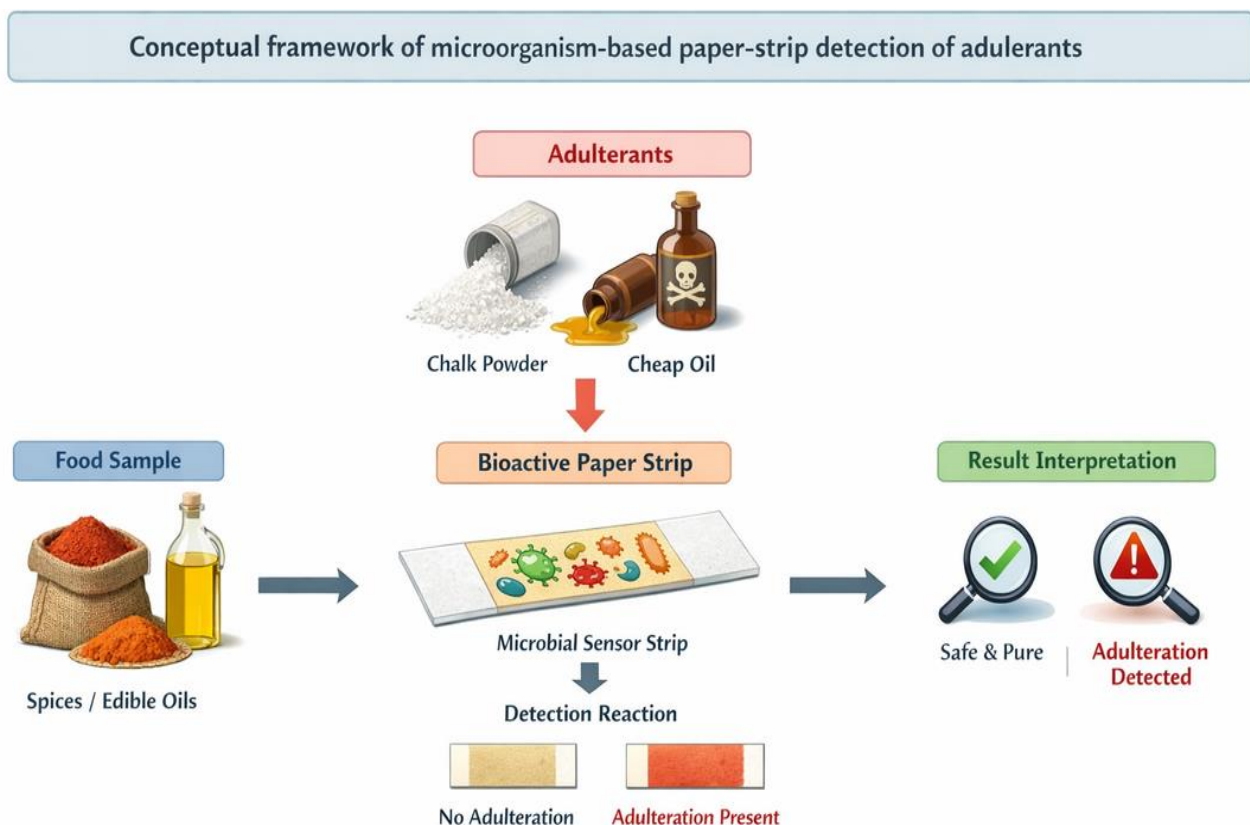 Conceptual framework of microorganism-based paper-strip detection of adulerants
Adulterants
Chalk Powder
Cheap Oil
Food Sample
Bioactive Paper Strip
Result Interpretation
Spices / Edible Oils
Microbial Sensor Strip
Safe & Pure
Adulteration
Detected
Detection Reaction
No Adulteration
Adulteration Present